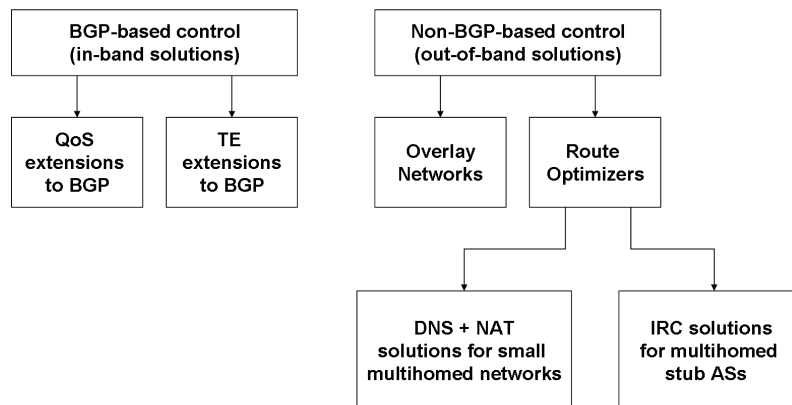 BGP-based control
(in-band solutions)
Non-BGP-based control
(out-of-band solutions)
QoS
extensions
to BGP
TE
extensions
to BGP
Overlay
Networks
Route
Optimizers
DNS + NAT
solutions for small
multihomed networks
IRC solutions
for multihomed
stub ASs